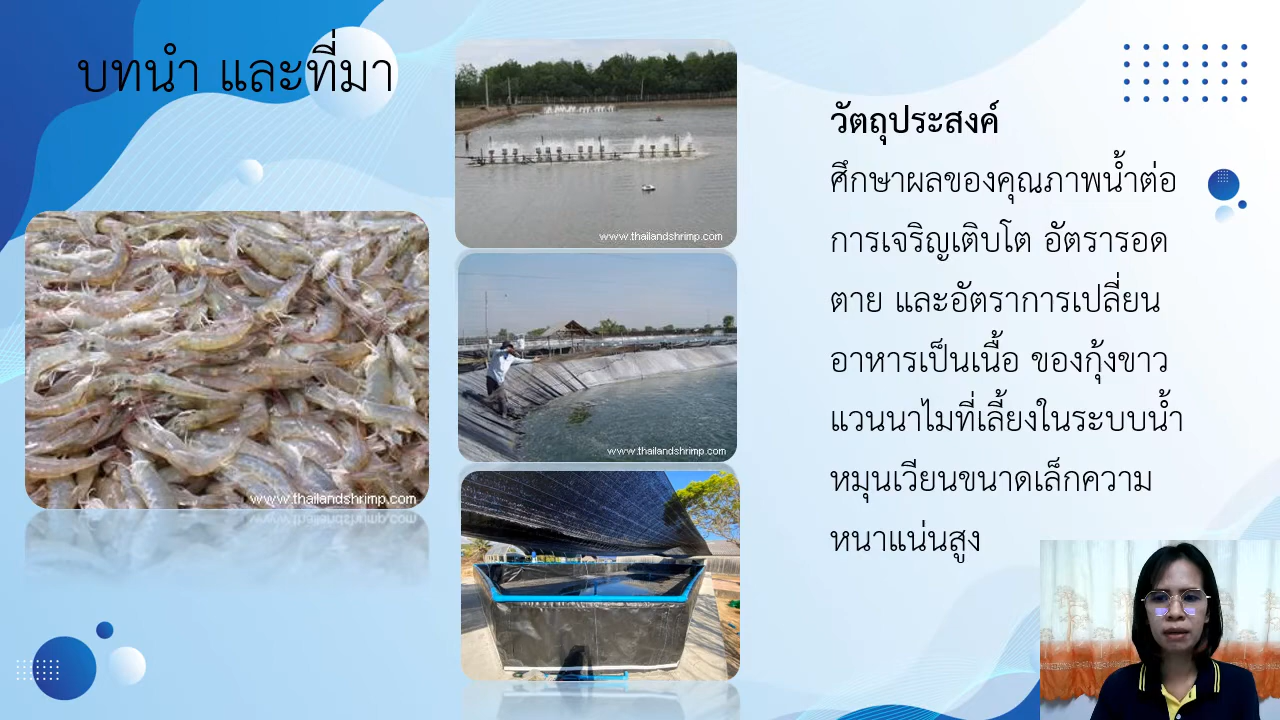 บทนำ และที่มา
www.thailandshrimp.com
www.thailandshrimp.com
www.thailandshrimp.com
วัตถุประสงค์
ศึกษาผลของคุณภาพน้ำต่อ
การเจริญเติบโต อัตรารอด
ตาย และอัตราการเปลี่ยน
อาหารเป็นเนื้อ ของกุ้งขาว
แวนนาไมที่เลี้ยงในระบบน้ำ
หมุนเวียนขนาดเล็กความ
หนาแน่นสูง